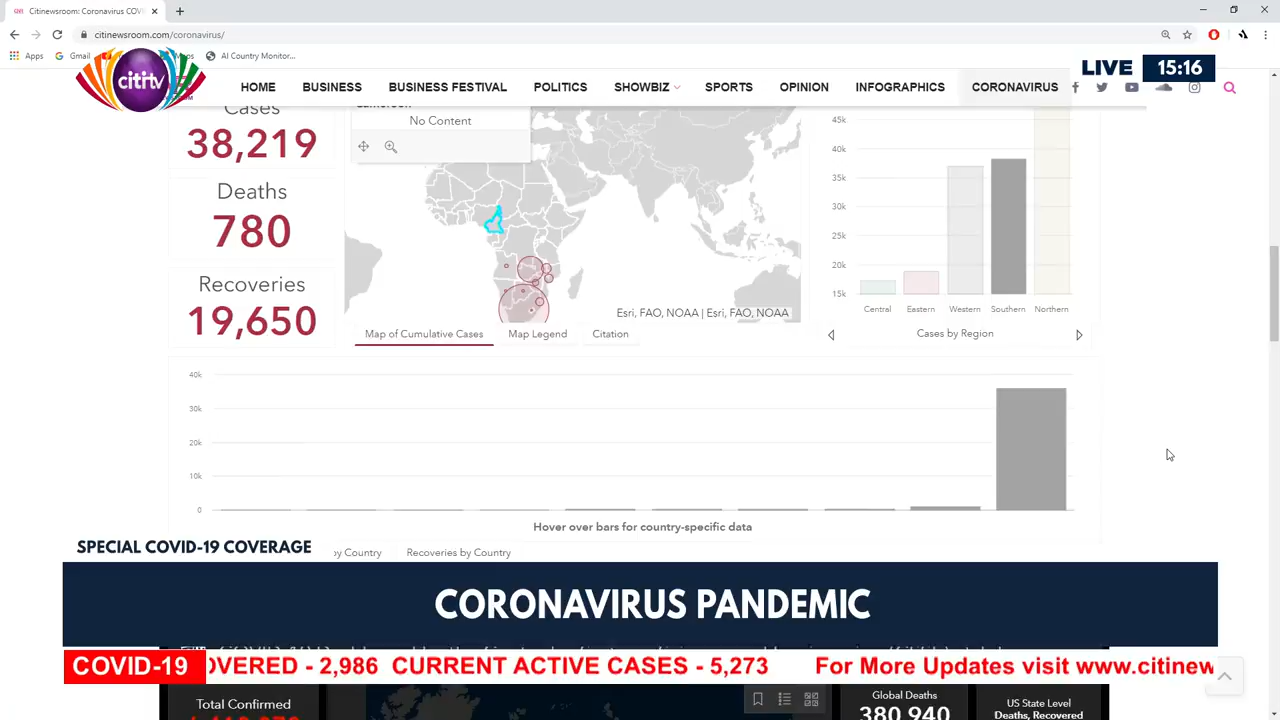 Citinewsroom: Coronavirus COV
citinewsroom.com/coronavirus/
Apps
Gmail
Maps
AI Country Monitor...
citi tv
LIVE 15:16
HOME BUSINESS BUSINESS FESTIVAL POLITICS SHOWBIZ SPORTS OPINION INFOGRAPHICS CORONAVIRUS
Cases
38,219
Deaths
780
Recoveries
19,650
Cameroon
No Content
Esri, FAO, NOAA | Esri, FAO, NOAA
Map of Cumulative Cases Map Legend Citation
45k
40k
35k
30k
25k
20k
15k
Central Eastern Western Southern Northern
Cases by Region
40k
30k
20k
10k
0
Hover over bars for country-specific data
by Country Recoveries by Country
SPECIAL COVID-19 COVERAGE
CORONAVIRUS PANDEMIC
COVID-19 OVERED - 2,986 CURRENT ACTIVE CASES - 5,273 For More Updates visit www.citinew
Total Confirmed
Global Deaths
380,940
US State Level
Deaths, Recovered